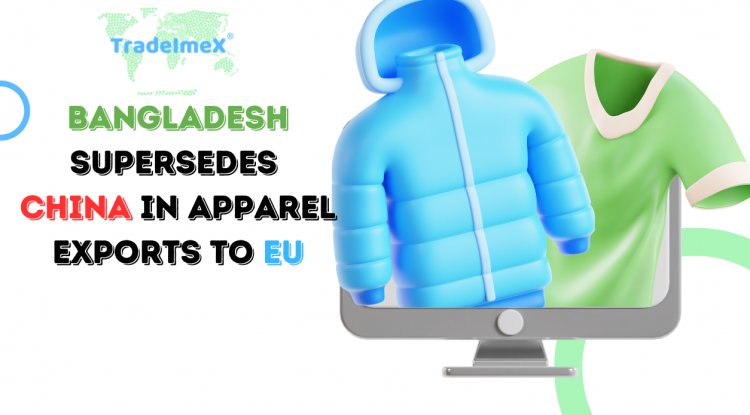 TradeImeX®
BANGLADESH
SUPERSEDES
CHINA IN APPAREL
EXPORTS TO EU